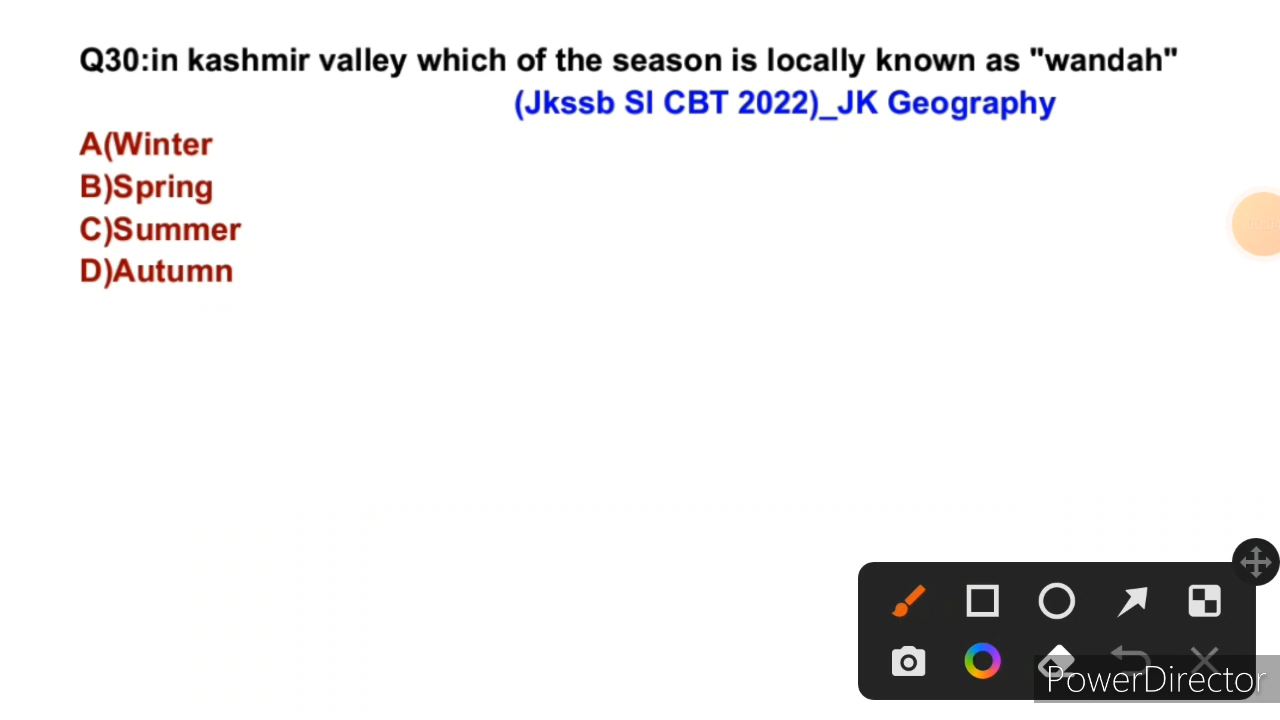 Q30:in kashmir valley which of the season is locally known as "wandah"
(Jkssb SI CBT 2022)_JK Geography
A(Winter
B)Spring
C)Summer
D)Autumn
PowerDirector